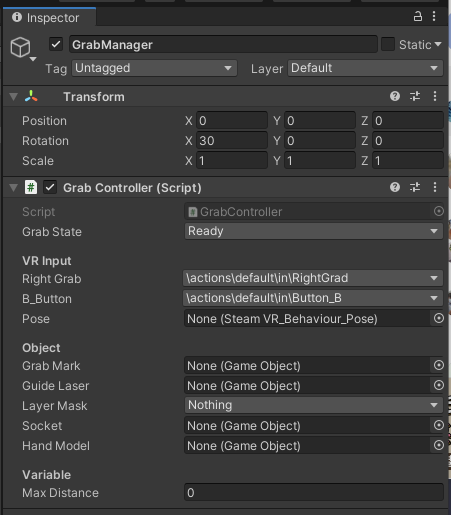 Inspector
GrabManager Static
Tag Untagged Layer Default
Transform
Position X 0 Y 0 Z 0
Rotation X 30 Y 0 Z 0
Scale X 1 Y 1 Z 1
# Grab Controller (Script)
Script # GrabController
Grab State Ready
VR Input
Right Grab \actions\default\in\RightGrad
B_Button \actions\default\in\Button_B
Pose None (Steam VR_Behaviour_Pose)
Object
Grab Mark None (Game Object)
Guide Laser None (Game Object)
Layer Mask Nothing
Socket None (Game Object)
Hand Model None (Game Object)
Variable
Max Distance 0